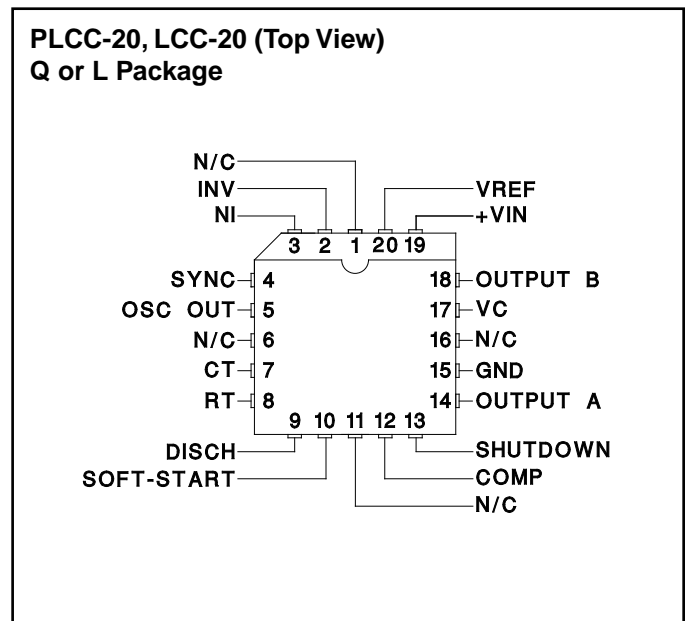 PLCC-20, LCC-20 (Top View)
Q or L Package
N/C
INV
NI
VREF
+VIN
3 2 1 20 19
SYNC 4
18 OUTPUT B
OSC OUT 5
17 VC
N/C 6
16 N/C
CT 7
15 GND
RT 8
14 OUTPUT A
9 10 11 12 13
DISCH
SHUTDOWN
SOFT-START
COMP
N/C